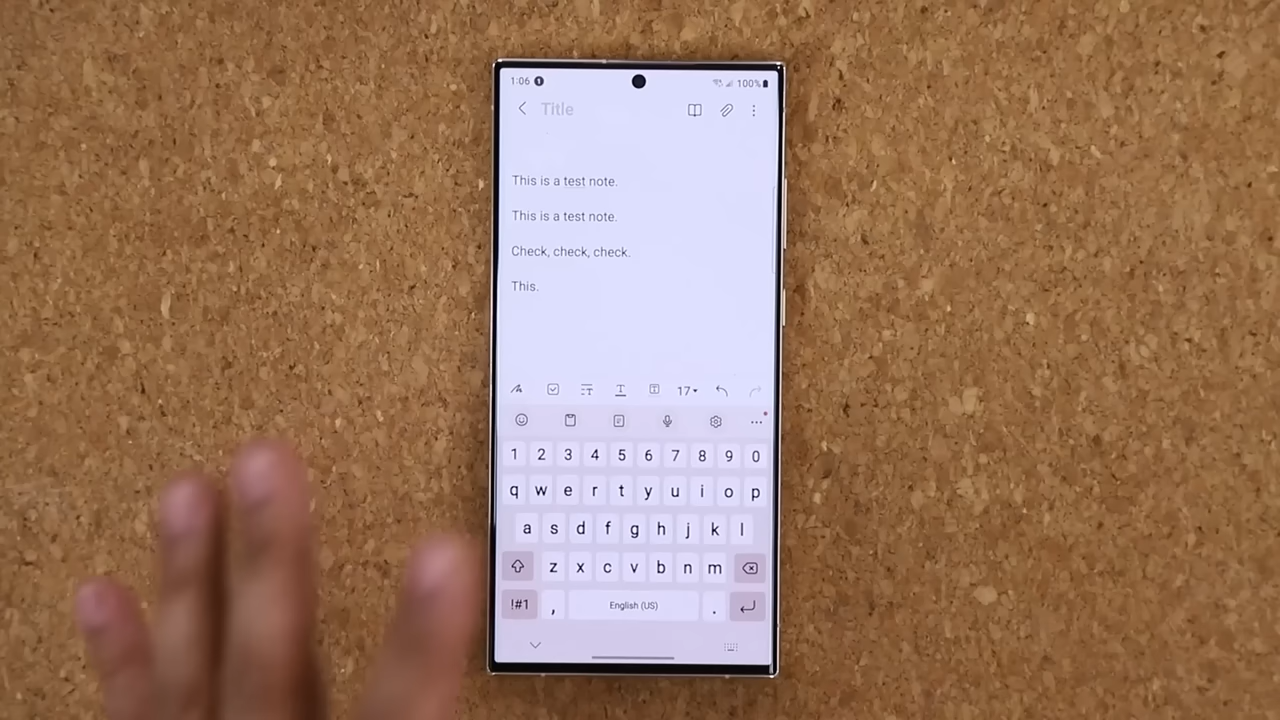 1:06 1 100%
Title
This is a test note.
This is a test note.
Check, check, check.
This.
17
1 2 3 4 5 6 7 8 9 0
q w e r t y u i o p
a s d f g h j k l
z x c v b n m
!#1 , English (US) .